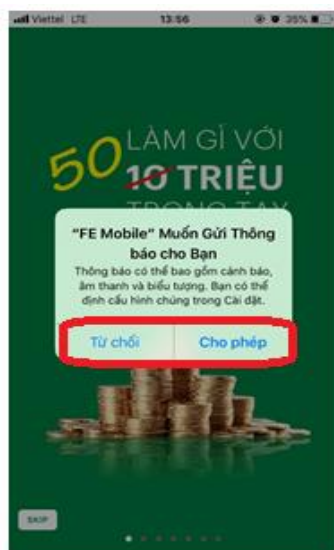 Viettel LTE 13:56 35%
LÀM GÌ VỚI
50 10 TRIỆU
TRONG TAY
“FE Mobile” Muốn Gửi Thông
báo cho Bạn
Thông báo có thể bao gồm cảnh báo,
âm thanh và biểu tượng. Bạn có thể
định cấu hình chúng trong Cài đặt.
Từ chối Cho phép
SKIP